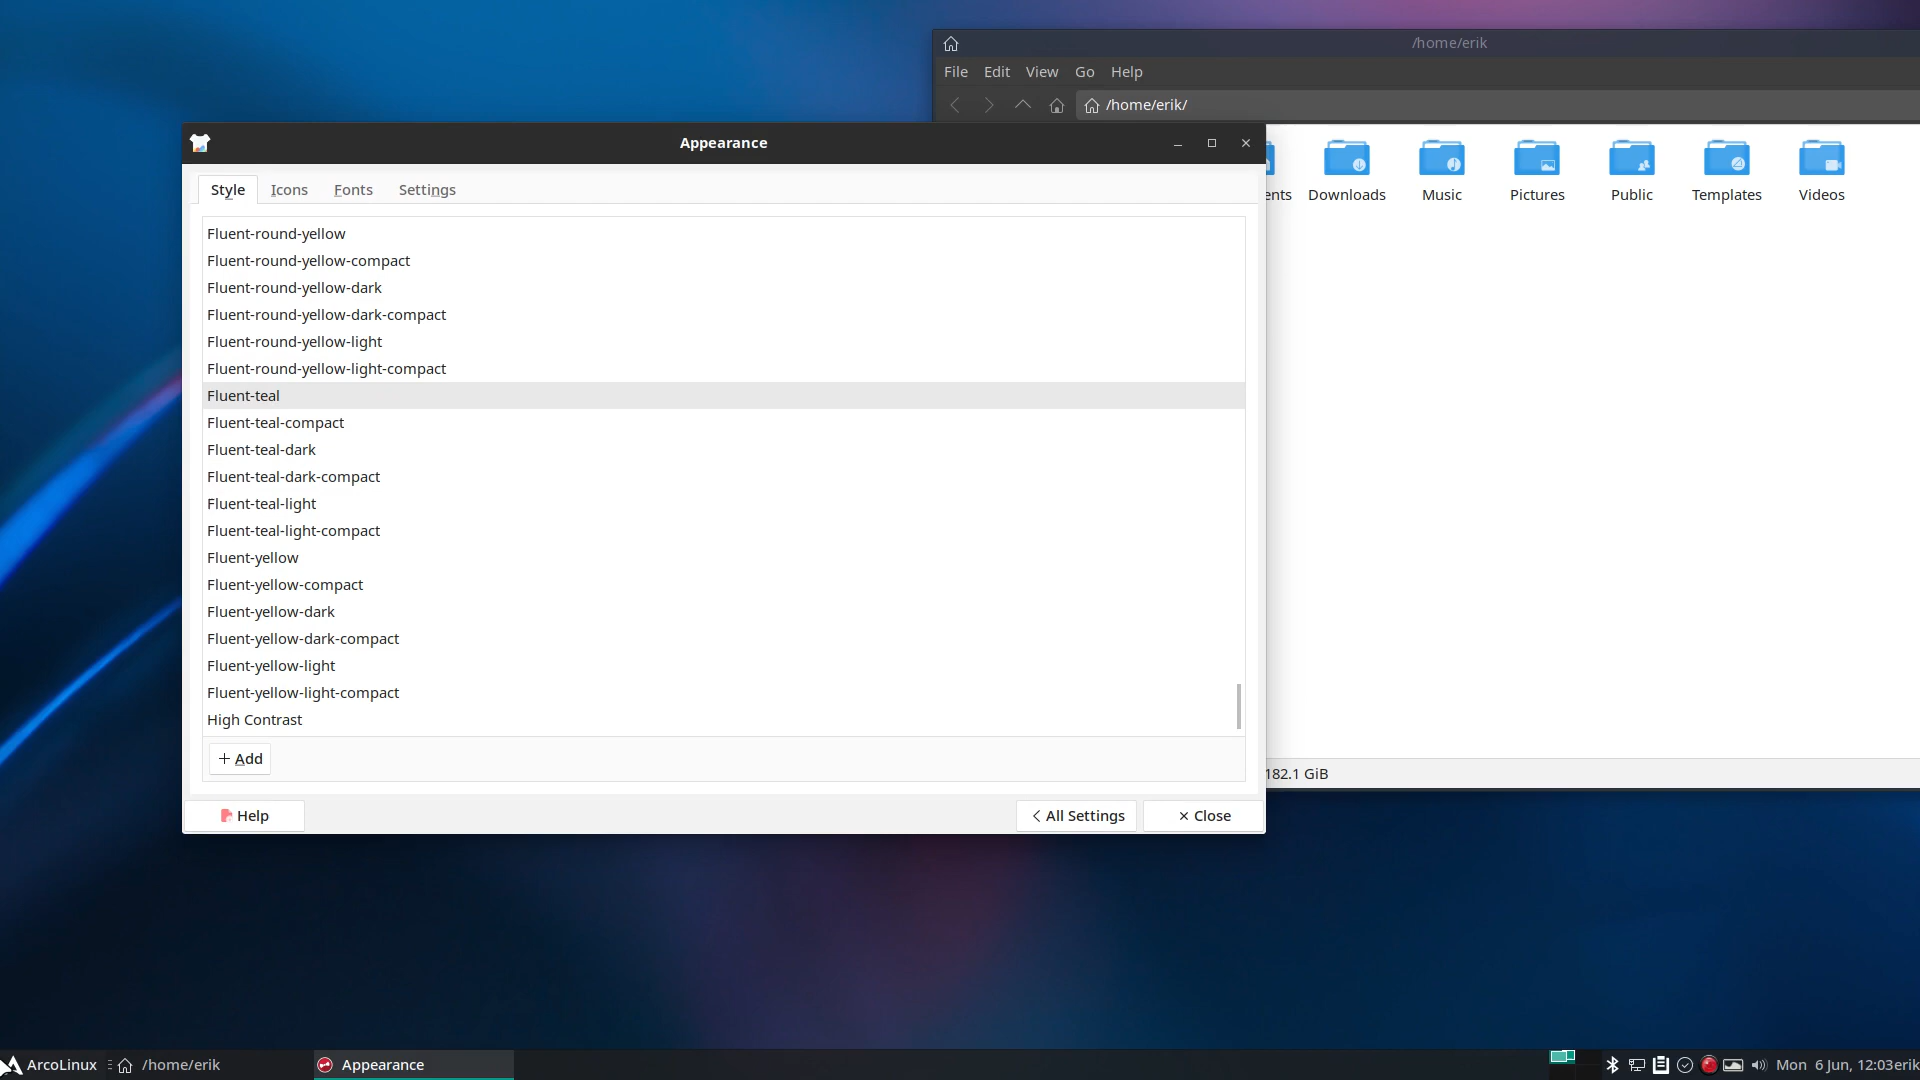 /home/erik
File Edit View Go Help
/home/erik/
Appearance
Style Icons Fonts Settings
Fluent-round-yellow
Fluent-round-yellow-compact
Fluent-round-yellow-dark
Fluent-round-yellow-dark-compact
Fluent-round-yellow-light
Fluent-round-yellow-light-compact
Fluent-teal
Fluent-teal-compact
Fluent-teal-dark
Fluent-teal-dark-compact
Fluent-teal-light
Fluent-teal-light-compact
Fluent-yellow
Fluent-yellow-compact
Fluent-yellow-dark
Fluent-yellow-dark-compact
Fluent-yellow-light
Fluent-yellow-light-compact
High Contrast
Add
Help All Settings Close
ents Downloads Music Pictures Public Templates Videos
182.1 GiB
ArcoLinux /home/erik Appearance Mon 6 Jun, 12:03 erik